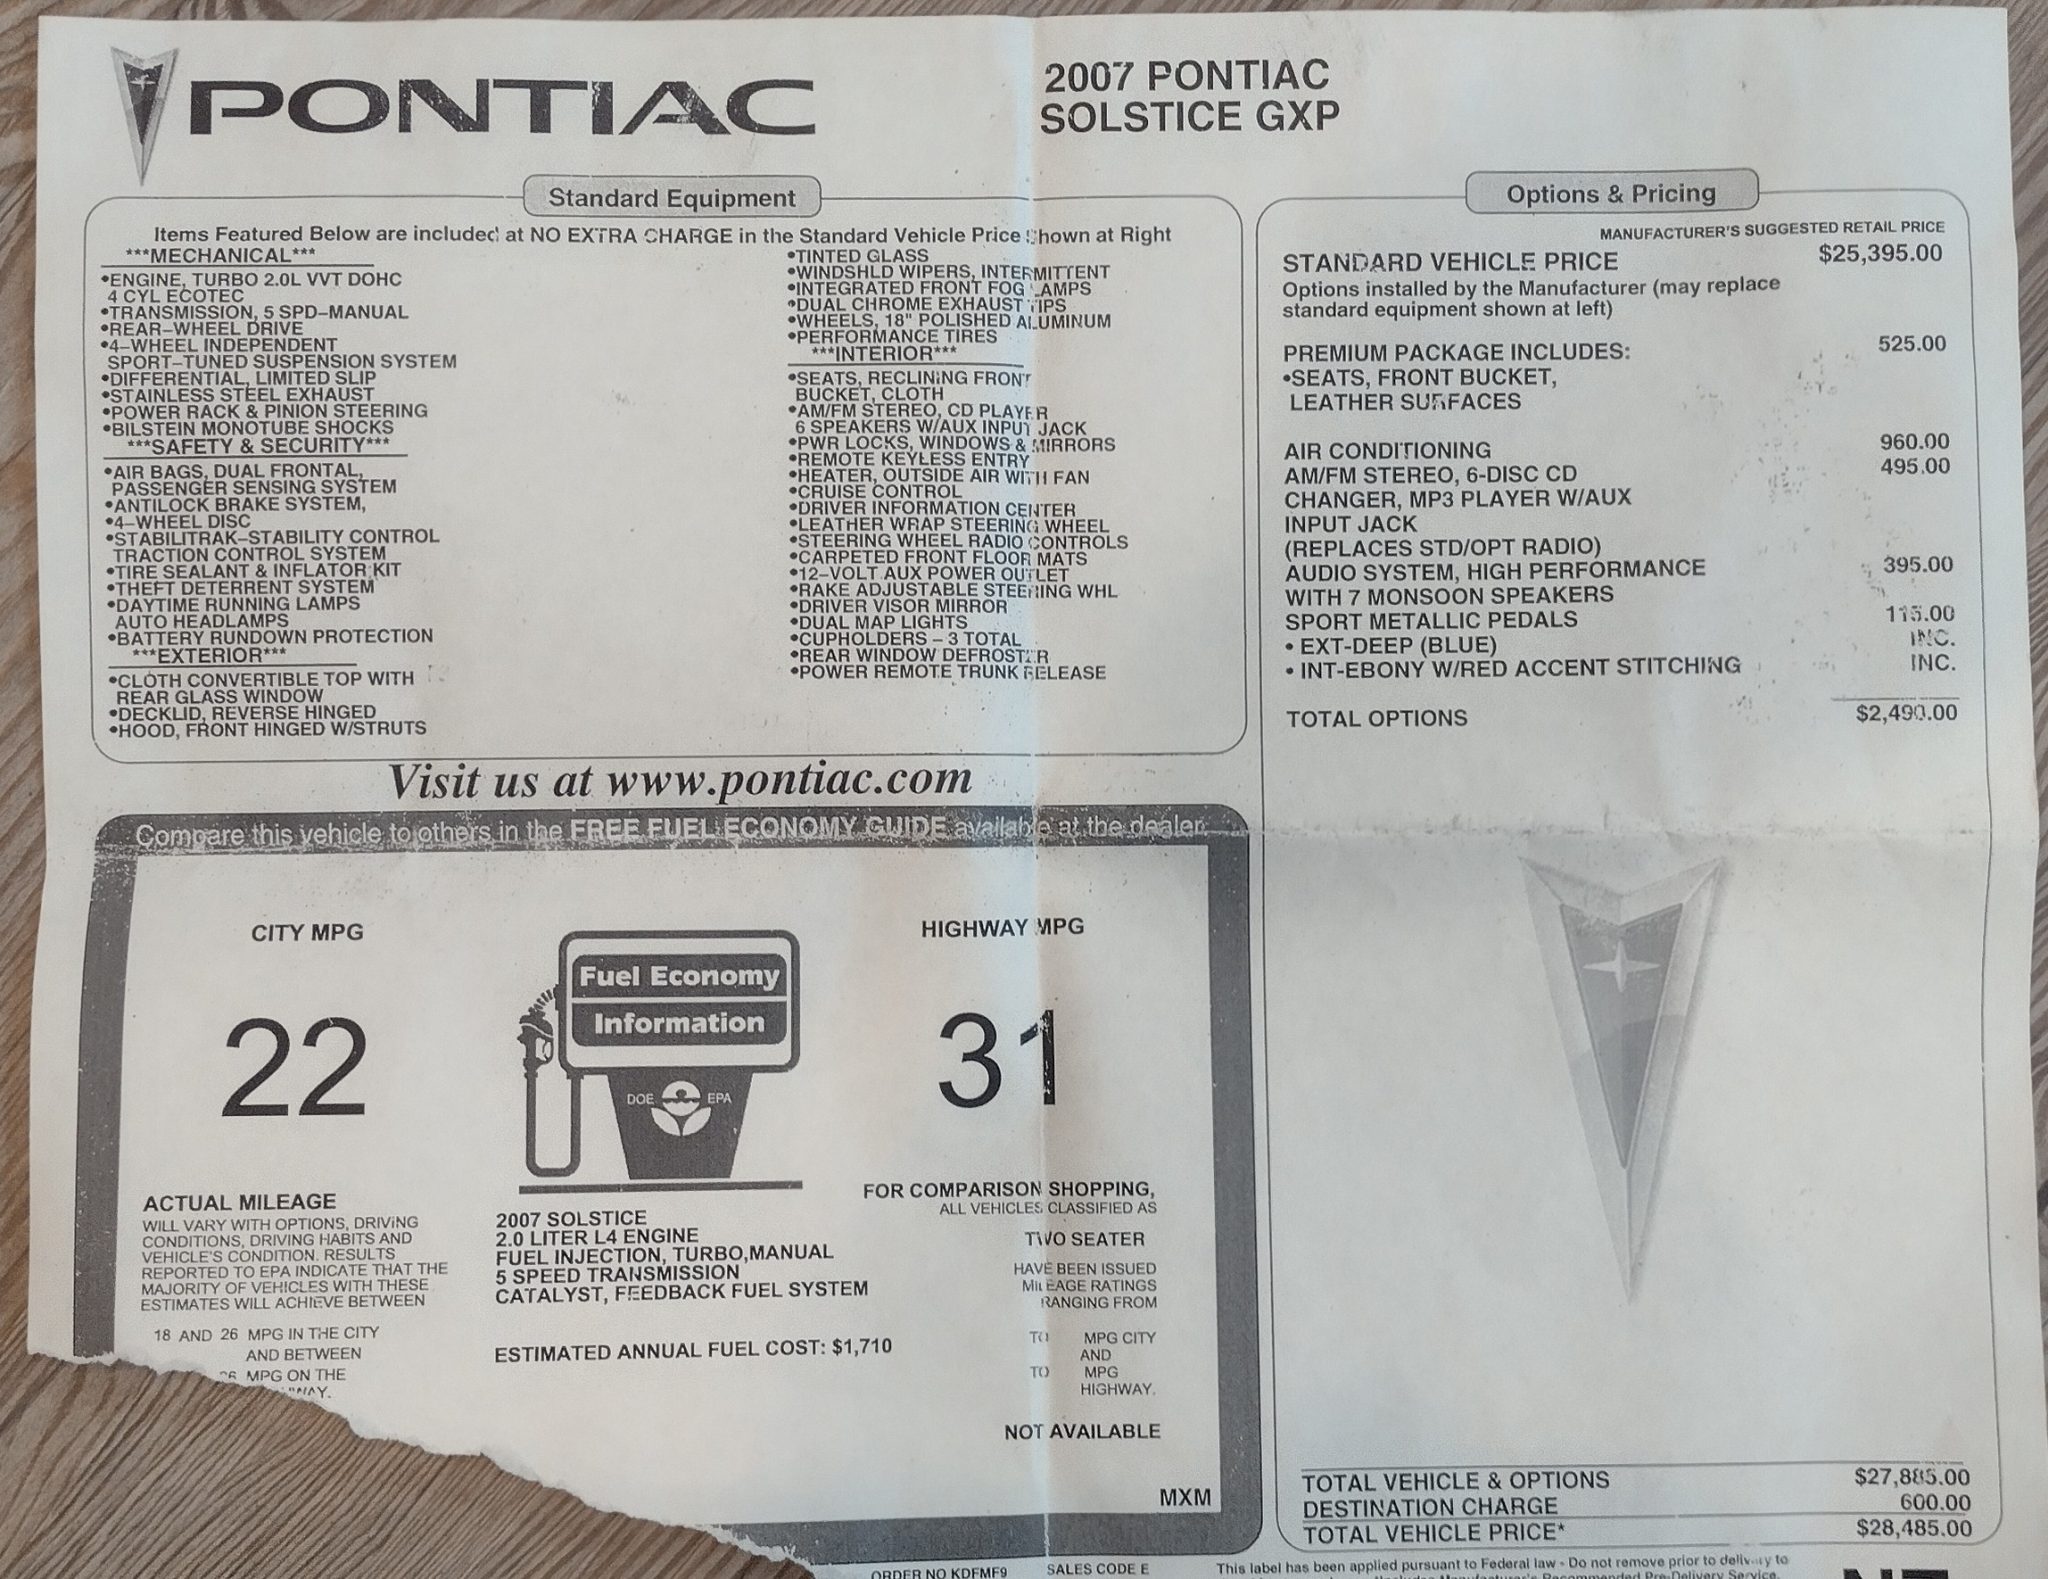 PONTIAC
2007 PONTIAC
SOLSTICE GXP
Standard Equipment
Items Featured Below are included at NO EXTRA CHARGE in the Standard Vehicle Price Shown at Right
***MECHANICAL***
•ENGINE, TURBO 2.0L VVT DOHC
4 CYL ECOTEC
•TRANSMISSION, 5 SPD–MANUAL
•REAR–WHEEL DRIVE
•4–WHEEL INDEPENDENT
SPORT–TUNED SUSPENSION SYSTEM
•DIFFERENTIAL, LIMITED SLIP
•STAINLESS STEEL EXHAUST
•POWER RACK & PINION STEERING
•BILSTEIN MONOTUBE SHOCKS
***SAFETY & SECURITY***
•AIR BAGS, DUAL FRONTAL,
PASSENGER SENSING SYSTEM
•ANTILOCK BRAKE SYSTEM,
•4–WHEEL DISC
•STABILITRAK–STABILITY CONTROL
TRACTION CONTROL SYSTEM
•TIRE SEALANT & INFLATOR KIT
•THEFT DETERRENT SYSTEM
•DAYTIME RUNNING LAMPS
AUTO HEADLAMPS
•BATTERY RUNDOWN PROTECTION
***EXTERIOR***
•CLOTH CONVERTIBLE TOP WITH
REAR GLASS WINDOW
•DECKLID, REVERSE HINGED
•HOOD, FRONT HINGED W/STRUTS
•TINTED GLASS
•WINDSHLD WIPERS, INTERMITTENT
•INTEGRATED FRONT FOG LAMPS
•DUAL CHROME EXHAUST TIPS
•WHEELS, 18" POLISHED ALUMINUM
•PERFORMANCE TIRES
***INTERIOR***
•SEATS, RECLINING FRONT
BUCKET, CLOTH
•AM/FM STEREO, CD PLAYER
6 SPEAKERS W/AUX INPUT JACK
•PWR LOCKS, WINDOWS & MIRRORS
•REMOTE KEYLESS ENTRY
•HEATER, OUTSIDE AIR WITH FAN
•CRUISE CONTROL
•DRIVER INFORMATION CENTER
•LEATHER WRAP STEERING WHEEL
•STEERING WHEEL RADIO CONTROLS
•CARPETED FRONT FLOOR MATS
•12–VOLT AUX POWER OUTLET
•RAKE ADJUSTABLE STEERING WHL
•DRIVER VISOR MIRROR
•DUAL MAP LIGHTS
•CUPHOLDERS – 3 TOTAL
•REAR WINDOW DEFROSTER
•POWER REMOTE TRUNK RELEASE
Options & Pricing
MANUFACTURER'S SUGGESTED RETAIL PRICE
STANDARD VEHICLE PRICE $25,395.00
Options installed by the Manufacturer (may replace
standard equipment shown at left)
PREMIUM PACKAGE INCLUDES: 525.00
•SEATS, FRONT BUCKET,
LEATHER SURFACES
AIR CONDITIONING 960.00
AM/FM STEREO, 6-DISC CD 495.00
CHANGER, MP3 PLAYER W/AUX
INPUT JACK
(REPLACES STD/OPT RADIO)
AUDIO SYSTEM, HIGH PERFORMANCE 395.00
WITH 7 MONSOON SPEAKERS
SPORT METALLIC PEDALS 115.00
• EXT-DEEP (BLUE) INC.
• INT-EBONY W/RED ACCENT STITCHING INC.
TOTAL OPTIONS $2,490.00
Visit us at www.pontiac.com
Compare this vehicle to others in the FREE FUEL ECONOMY GUIDE available at the dealer.
CITY MPG
22
Fuel Economy
Information
DOE EPA
HIGHWAY MPG
31
ACTUAL MILEAGE
WILL VARY WITH OPTIONS, DRIVING
CONDITIONS, DRIVING HABITS AND
VEHICLE'S CONDITION. RESULTS
REPORTED TO EPA INDICATE THAT THE
MAJORITY OF VEHICLES WITH THESE
ESTIMATES WILL ACHIEVE BETWEEN
18 AND 26 MPG IN THE CITY
AND BETWEEN
MPG ON THE
2007 SOLSTICE
2.0 LITER L4 ENGINE
FUEL INJECTION, TURBO,MANUAL
5 SPEED TRANSMISSION
CATALYST, FEEDBACK FUEL SYSTEM
ESTIMATED ANNUAL FUEL COST: $1,710
FOR COMPARISON SHOPPING,
ALL VEHICLES CLASSIFIED AS
TWO SEATER
HAVE BEEN ISSUED
MILEAGE RATINGS
RANGING FROM
TO MPG CITY
AND
TO MPG
HIGHWAY.
NOT AVAILABLE
MXM
TOTAL VEHICLE & OPTIONS $27,885.00
DESTINATION CHARGE 600.00
TOTAL VEHICLE PRICE* $28,485.00
ORDER NO KDFMF9 SALES CODE E
This label has been applied pursuant to Federal law - Do not remove prior to delivery to